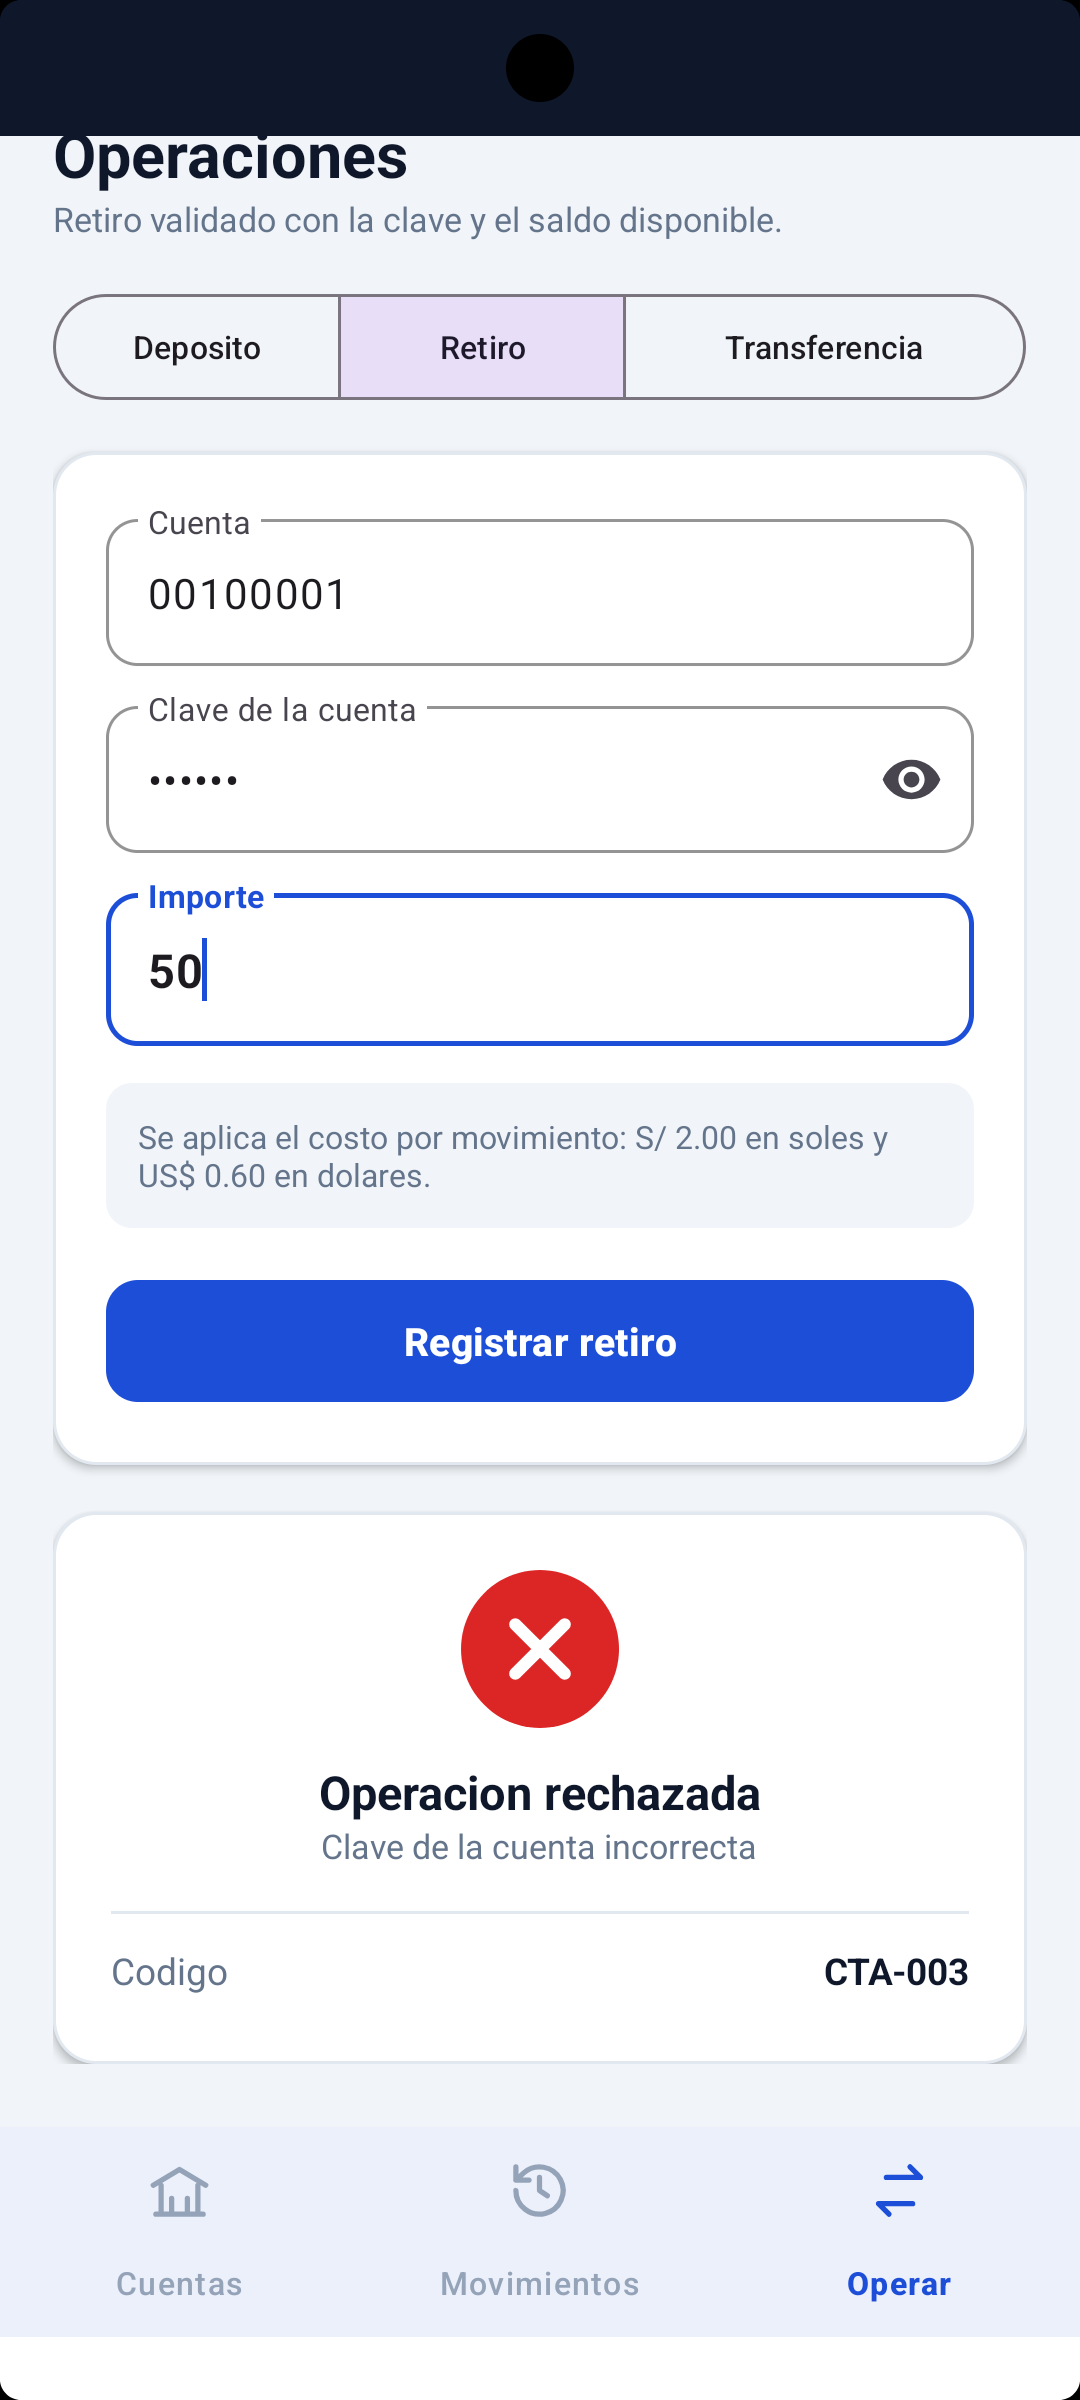 Operaciones
Retiro validado con la clave y el saldo disponible.
Deposito
Retiro
Transferencia
Cuenta
00100001
Clave de la cuenta
••••••
Importe
50
Se aplica el costo por movimiento: S/ 2.00 en soles y
US$ 0.60 en dolares.
Registrar retiro
Operacion rechazada
Clave de la cuenta incorrecta
Codigo
CTA-003
Cuentas
Movimientos
Operar